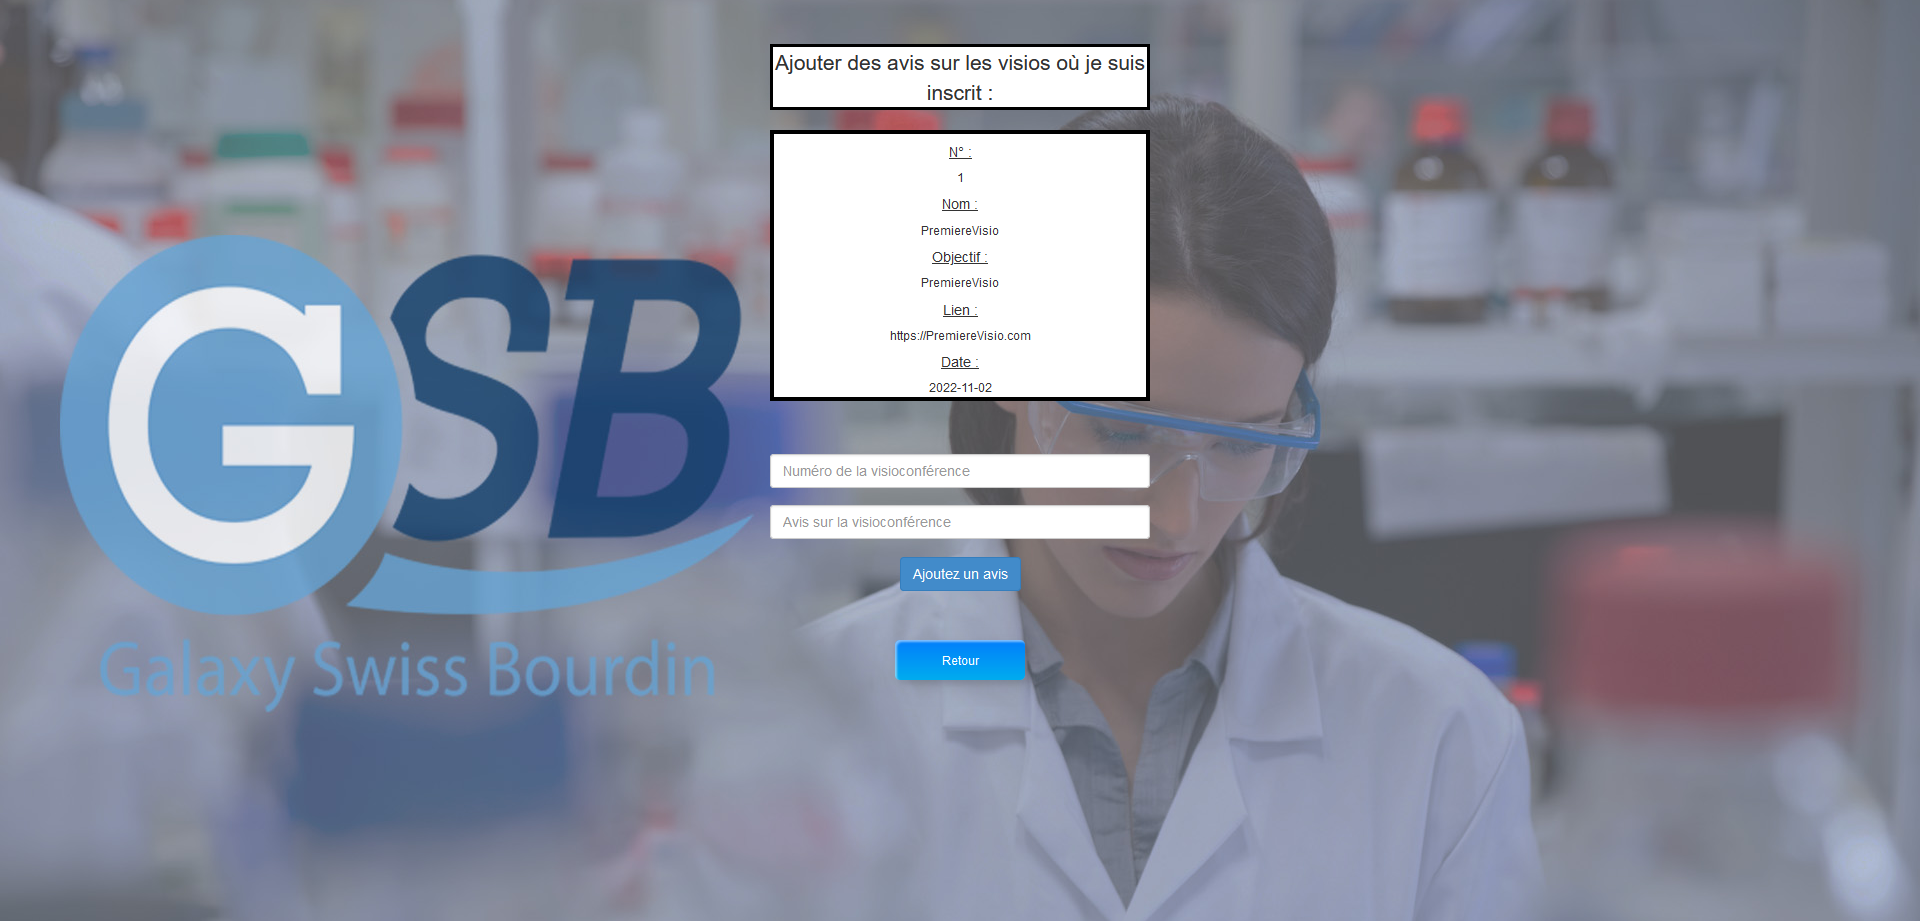 Ajouter des avis sur les visios où je suis
inscrit :
N° :
1
Nom :
PremiereVisio
Objectif :
PremiereVisio
Lien :
https://PremiereVisio.com
Date :
2022-11-02
GSB
Galaxy Swiss Bourdin
Numéro de la visioconférence
Avis sur la visioconférence
Ajoutez un avis
Retour